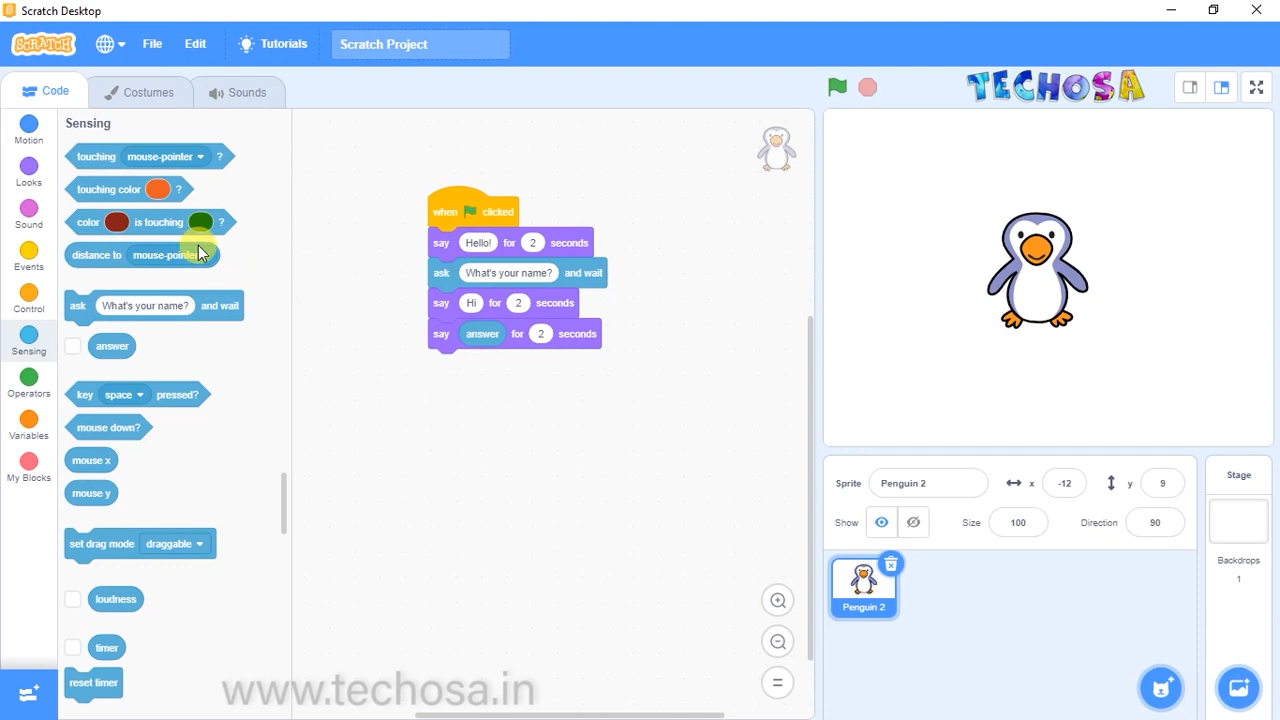 Scratch Desktop
SCRATCH
File
Edit
Tutorials
Scratch Project
Code
Costumes
Sounds
TECHOSA
Motion
Looks
Sound
Events
Control
Sensing
Operators
Variables
My Blocks
Sensing
touching mouse-pointer ?
touching color ?
color is touching ?
distance to mouse-pointer
ask What's your name? and wait
answer
key space pressed?
mouse down?
mouse x
mouse y
set drag mode draggable
loudness
timer
reset timer
when clicked
say Hello! for 2 seconds
ask What's your name? and wait
say Hi for 2 seconds
say answer for 2 seconds
Sprite Penguin 2 x -12 y 9
Show Size 100 Direction 90
Penguin 2
Stage
Backdrops
1
www.techosa.in